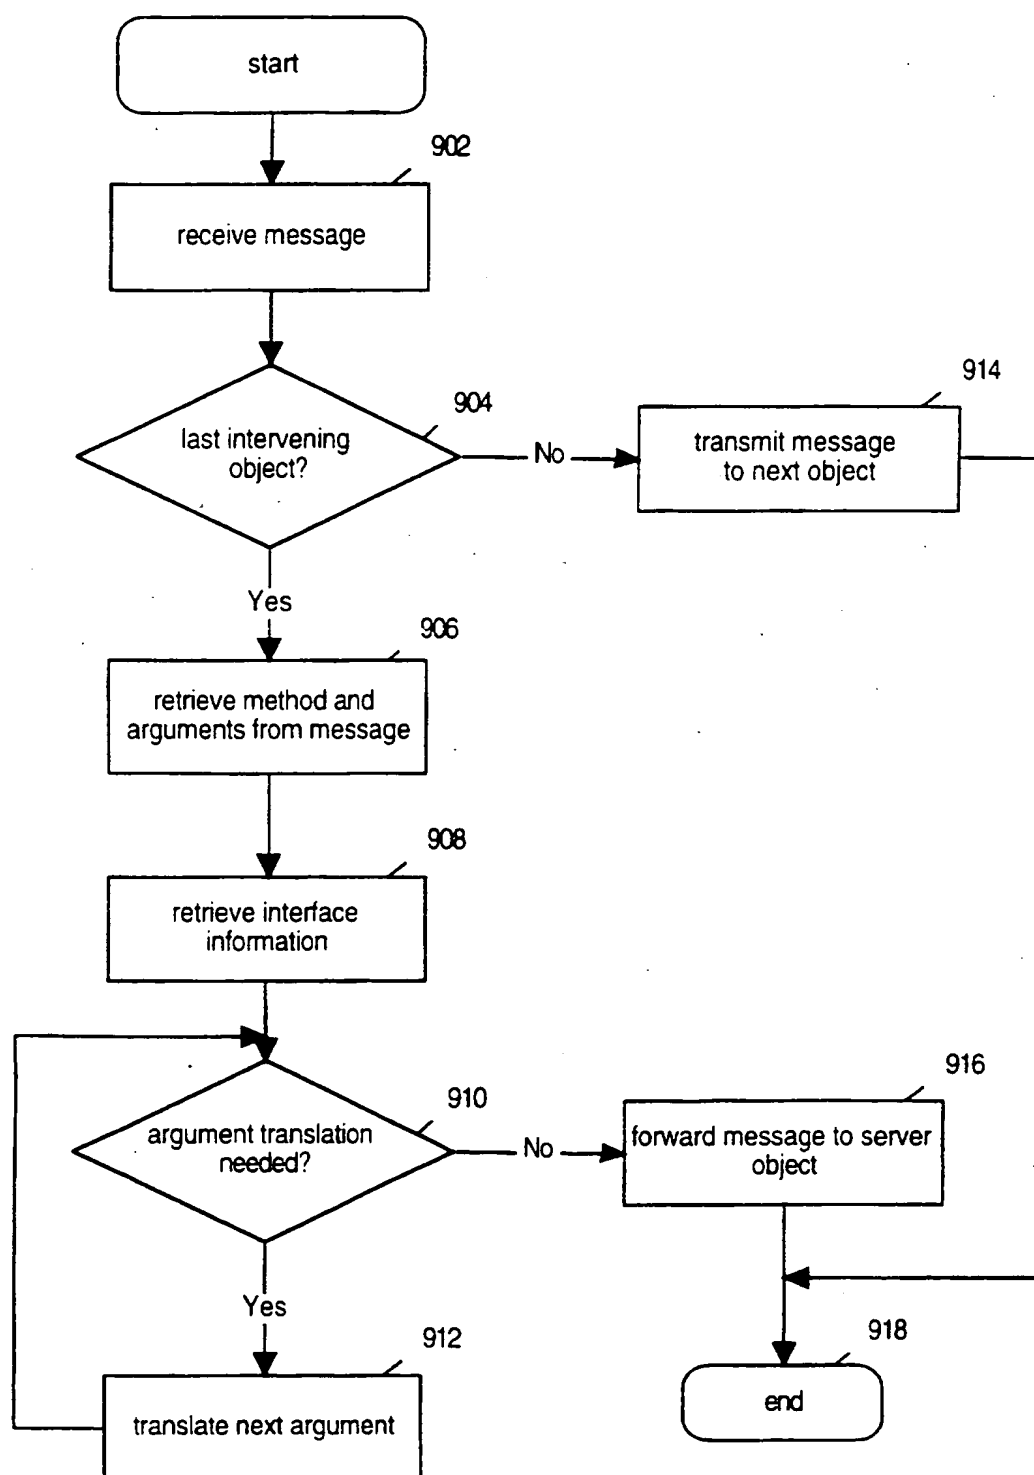 start
902
receive message
904
last intervening
object?
No
914
transmit message
to next object
Yes
906
retrieve method and
arguments from message
908
retrieve interface
information
910
argument translation
needed?
No
916
forward message to server
object
Yes
912
translate next argument
918
end